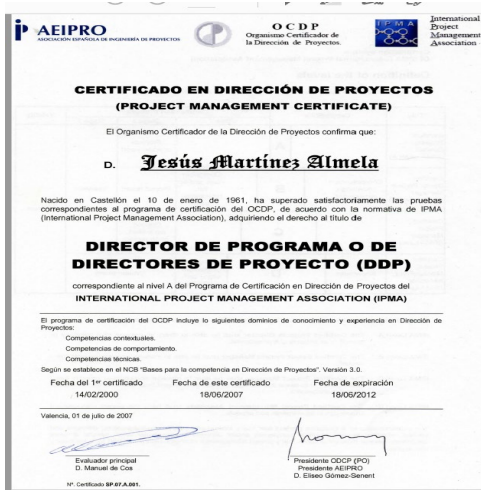 AEIPRO
ASOCIACIÓN ESPAÑOLA DE INGENIERÍA DE PROYECTOS
OCDP
Organismo Certificador de
la Dirección de Proyectos.
IPMA
International
Project
Management
Association
CERTIFICADO EN DIRECCIÓN DE PROYECTOS
(PROJECT MANAGEMENT CERTIFICATE)
El Organismo Certificador de la Dirección de Proyectos confirma que:
D. Jesús Martínez Almela
Nacido en Castellón el 10 de enero de 1961, ha superado satisfactoriamente las pruebas
correspondientes al programa de certificación del OCDP, de acuerdo con la normativa de IPMA
(International Project Management Association), adquiriendo el derecho al título de
DIRECTOR DE PROGRAMA O DE
DIRECTORES DE PROYECTO (DDP)
correspondiente al nivel A del Programa de Certificación en Dirección de Proyectos del
INTERNATIONAL PROJECT MANAGEMENT ASSOCIATION (IPMA)
El programa de certificación del OCDP incluye lo siguientes dominios de conocimiento y experiencia en Dirección de
Proyectos:
Competencias contextuales.
Competencias de comportamiento.
Competencias técnicas.
Según se establece en el NCB "Bases para la competencia en Dirección de Proyectos". Versión 3.0.
Fecha del 1er certificado Fecha de este certificado Fecha de expiración
14/02/2000 18/06/2007 18/06/2012
Valencia, 01 de julio de 2007
Evaluador principal
D. Manuel de Cos
Presidente ODCP (PO)
Presidente AEIPRO
D. Eliseo Gómez-Senent
Nº. Certificado SP.07.A.001.